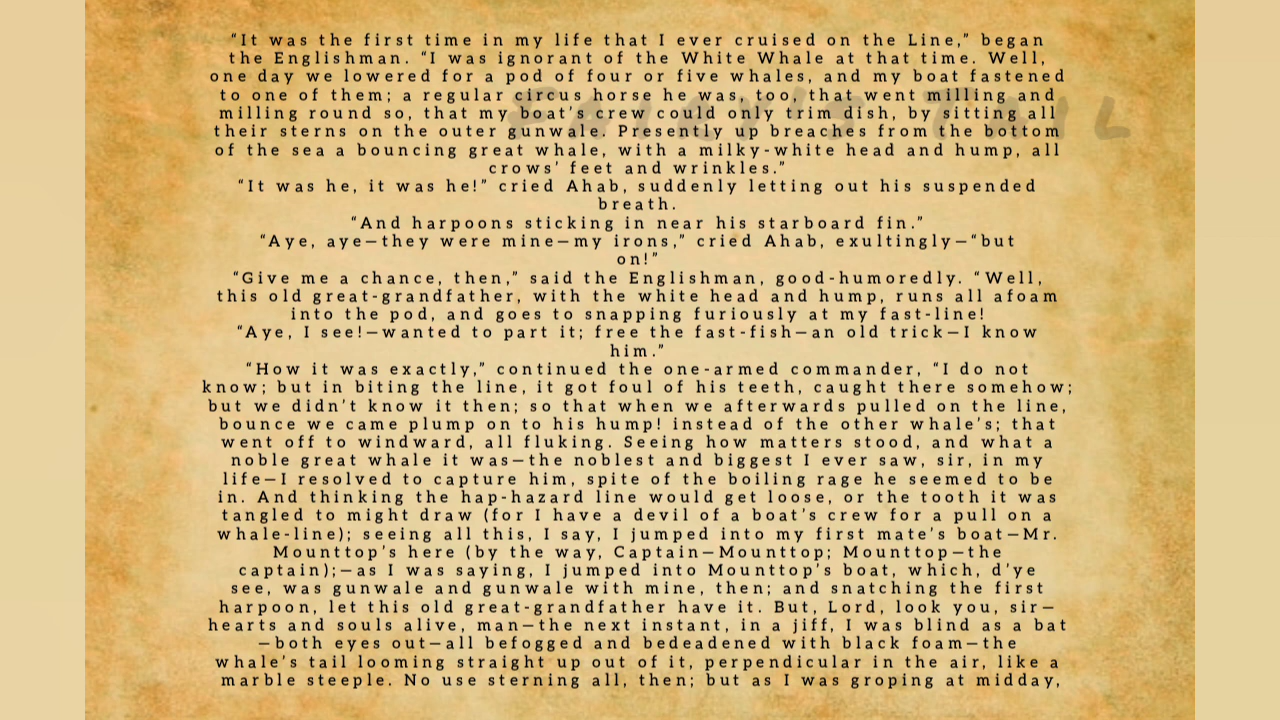 “It was the first time in my life that I ever cruised on the Line,” began
the Englishman. “I was ignorant of the White Whale at that time. Well,
one day we lowered for a pod of four or five whales, and my boat fastened
to one of them; a regular circus horse he was, too, that went milling and
milling round so, that my boat’s crew could only trim dish, by sitting all
their sterns on the outer gunwale. Presently up breaches from the bottom
of the sea a bouncing great whale, with a milky-white head and hump, all
crows’ feet and wrinkles.”
“It was he, it was he!” cried Ahab, suddenly letting out his suspended
breath.
“And harpoons sticking in near his starboard fin.”
“Aye, aye—they were mine—my irons,” cried Ahab, exultingly—“but
on!”
“Give me a chance, then,” said the Englishman, good-humoredly. “Well,
this old great-grandfather, with the white head and hump, runs all afoam
into the pod, and goes to snapping furiously at my fast-line!
“Aye, I see!—wanted to part it; free the fast-fish—an old trick—I know
him.”
“How it was exactly,” continued the one-armed commander, “I do not
know; but in biting the line, it got foul of his teeth, caught there somehow;
but we didn’t know it then; so that when we afterwards pulled on the line,
bounce we came plump on to his hump! instead of the other whale’s; that
went off to windward, all fluking. Seeing how matters stood, and what a
noble great whale it was—the noblest and biggest I ever saw, sir, in my
life—I resolved to capture him, spite of the boiling rage he seemed to be
in. And thinking the hap-hazard line would get loose, or the tooth it was
tangled to might draw (for I have a devil of a boat’s crew for a pull on a
whale-line); seeing all this, I say, I jumped into my first mate’s boat—Mr.
Mounttop’s here (by the way, Captain—Mounttop; Mounttop—the
captain);—as I was saying, I jumped into Mounttop’s boat, which, d’ye
see, was gunwale and gunwale with mine, then; and snatching the first
harpoon, let this old great-grandfather have it. But, Lord, look you, sir—
hearts and souls alive, man—the next instant, in a jiff, I was blind as a bat
—both eyes out—all befogged and bedeadened with black foam—the
whale’s tail looming straight up out of it, perpendicular in the air, like a
marble steeple. No use sterning all, then; but as I was groping at midday,